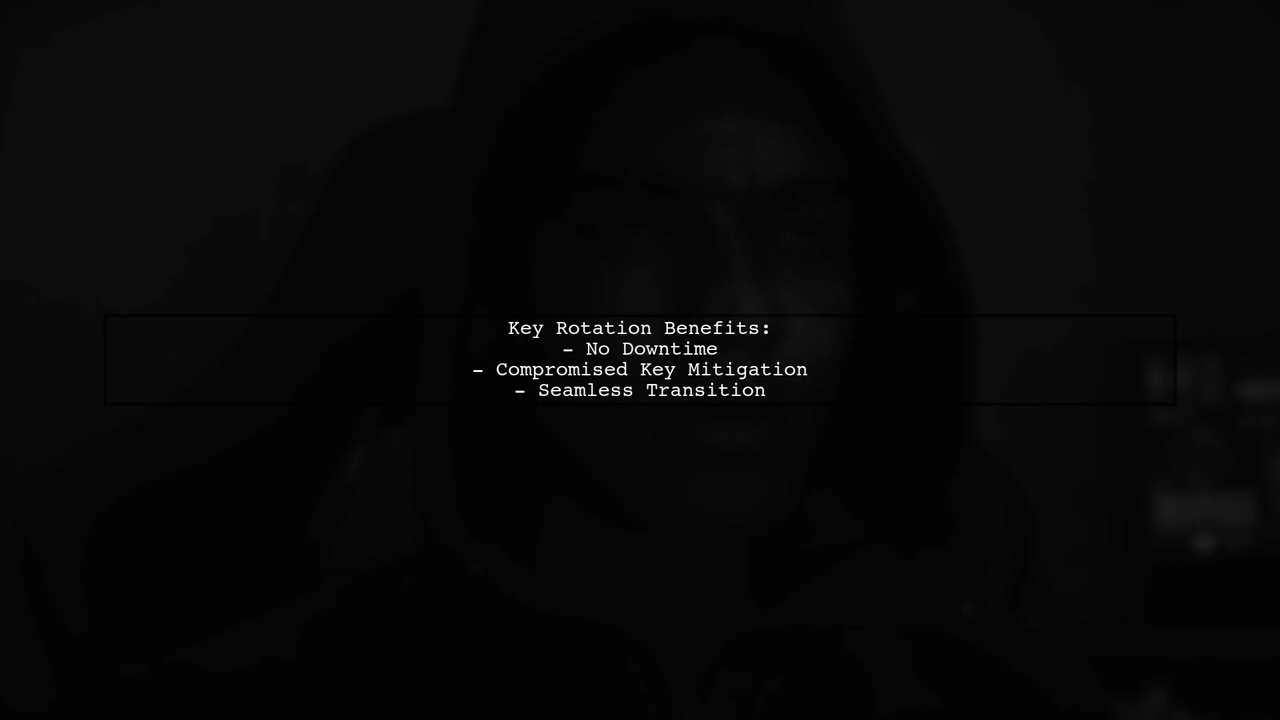 Key Rotation Benefits:
- No Downtime
- Compromised Key Mitigation
- Seamless Transition